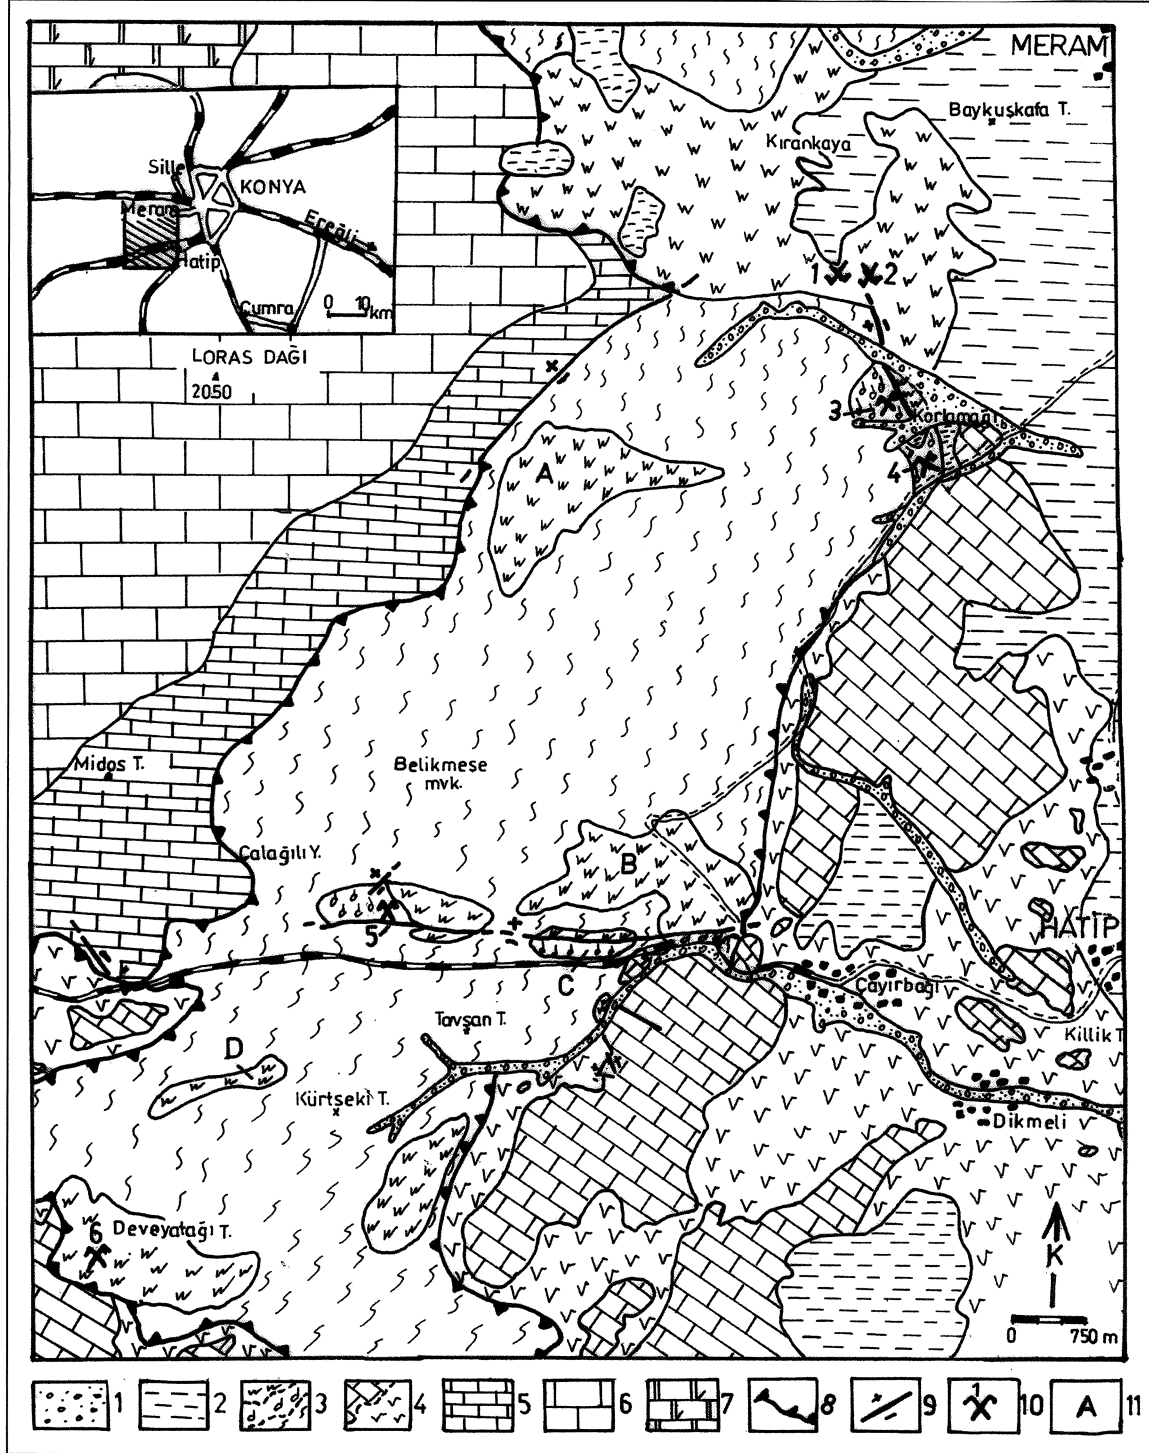 MERAM
Baykuşkafa T.
Kırankaya
Sille
KONYA
Meram
Ereğli
Hatip
Çumra
0 10 km
1 2
LORAS DAĞI
2050
3
4
A
Midos T.
Belikmese
mvk.
Çalağılı Y.
B
5
HATİP
C
Çayırbağı
Tavşan T.
Killik T
D
Kürtseki T.
Dikmeli
6
Deveyatağı T.
K
0 750 m
1 2 3 4 5 6 7 8 9 1 10 A 11